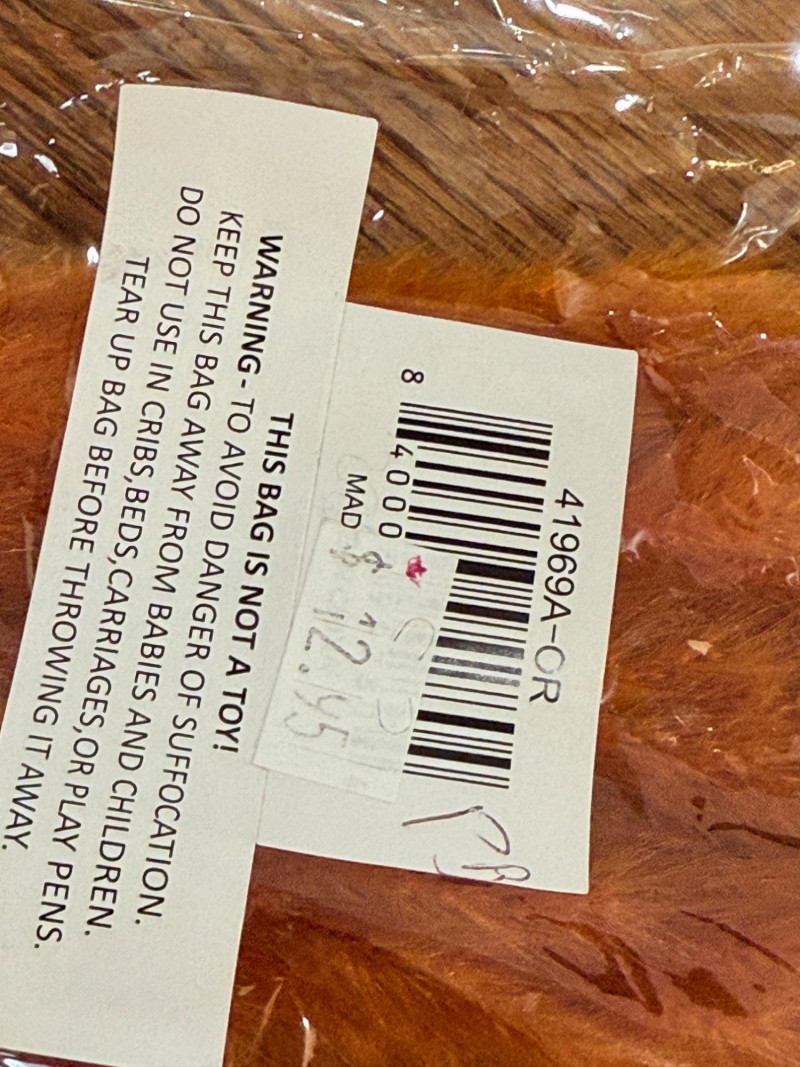 THIS BAG IS NOT A TOY!
WARNING - TO AVOID DANGER OF SUFFOCATION.
KEEP THIS BAG AWAY FROM BABIES AND CHILDREN.
DO NOT USE IN CRIBS,BEDS,CARRIAGES,OR PLAY PENS.
TEAR UP BAG BEFORE THROWING IT AWAY.
41969A-OR
8 4000
MAD
$ 12.95